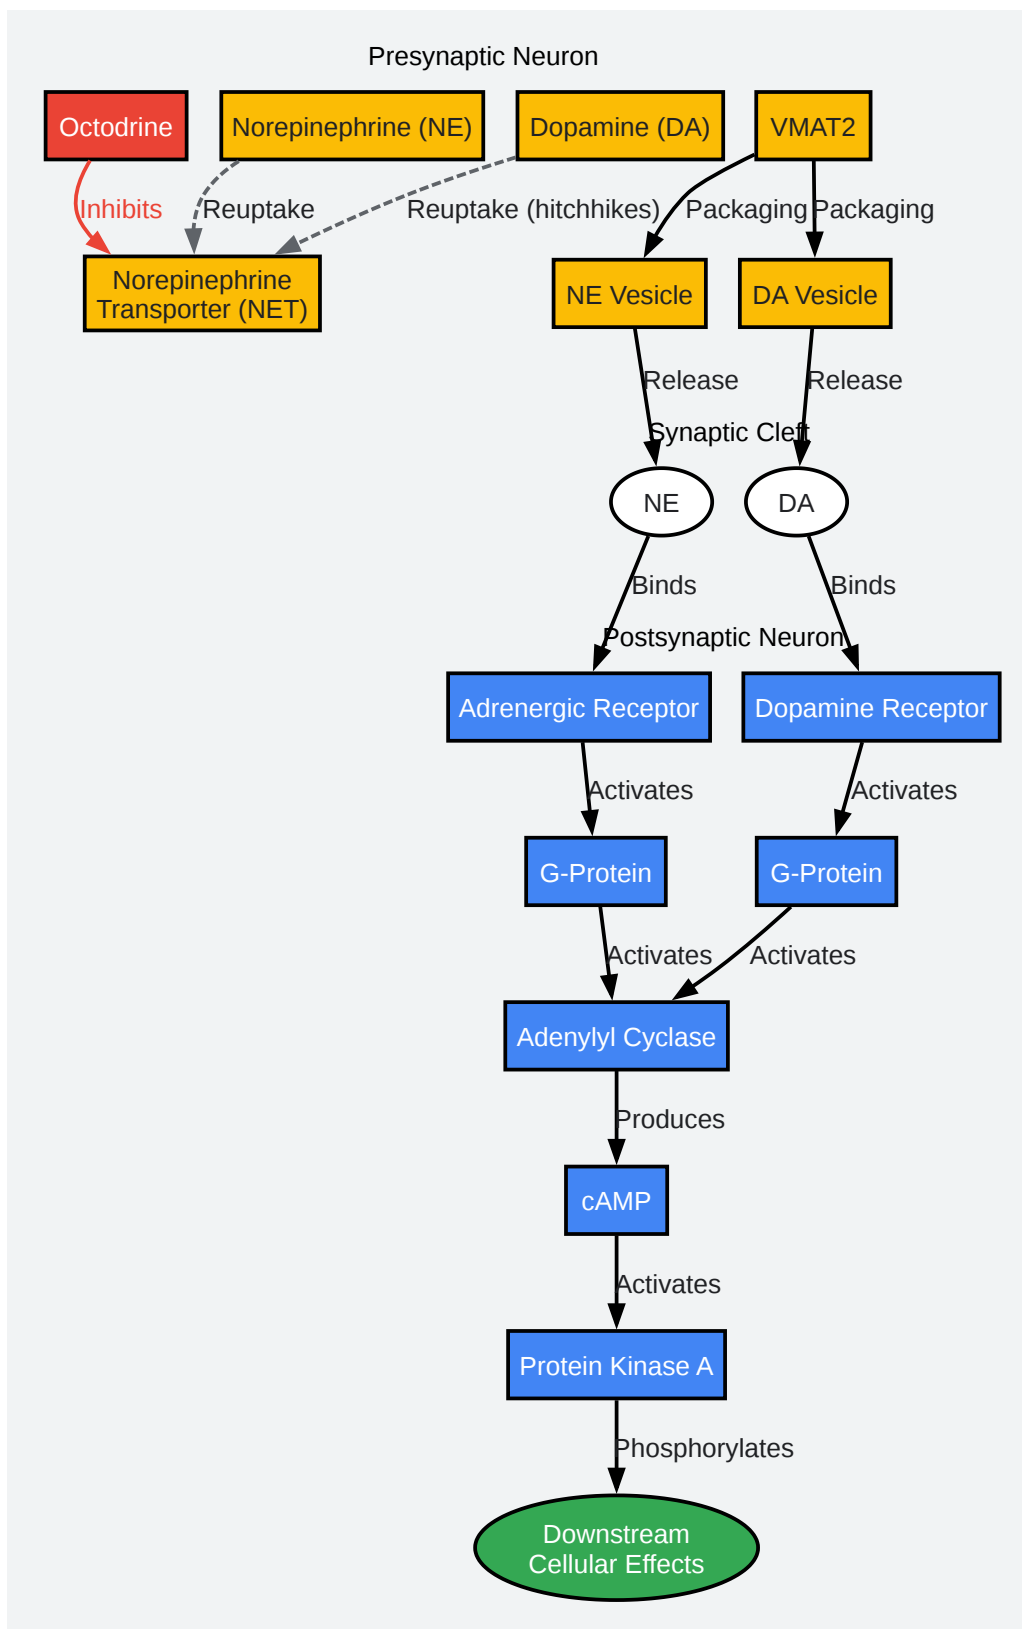 Presynaptic Neuron
Octodrine
Norepinephrine (NE)
Dopamine (DA)
VMAT2
Inhibits
Reuptake
Reuptake (hitchhikes)
Packaging
Packaging
Norepinephrine
Transporter (NET)
NE Vesicle
DA Vesicle
Release
Release
Synaptic Cleft
NE
DA
Binds
Binds
Postsynaptic Neuron
Adrenergic Receptor
Dopamine Receptor
Activates
Activates
G-Protein
G-Protein
Activates
Activates
Adenylyl Cyclase
Produces
cAMP
Activates
Protein Kinase A
Phosphorylates
Downstream
Cellular Effects